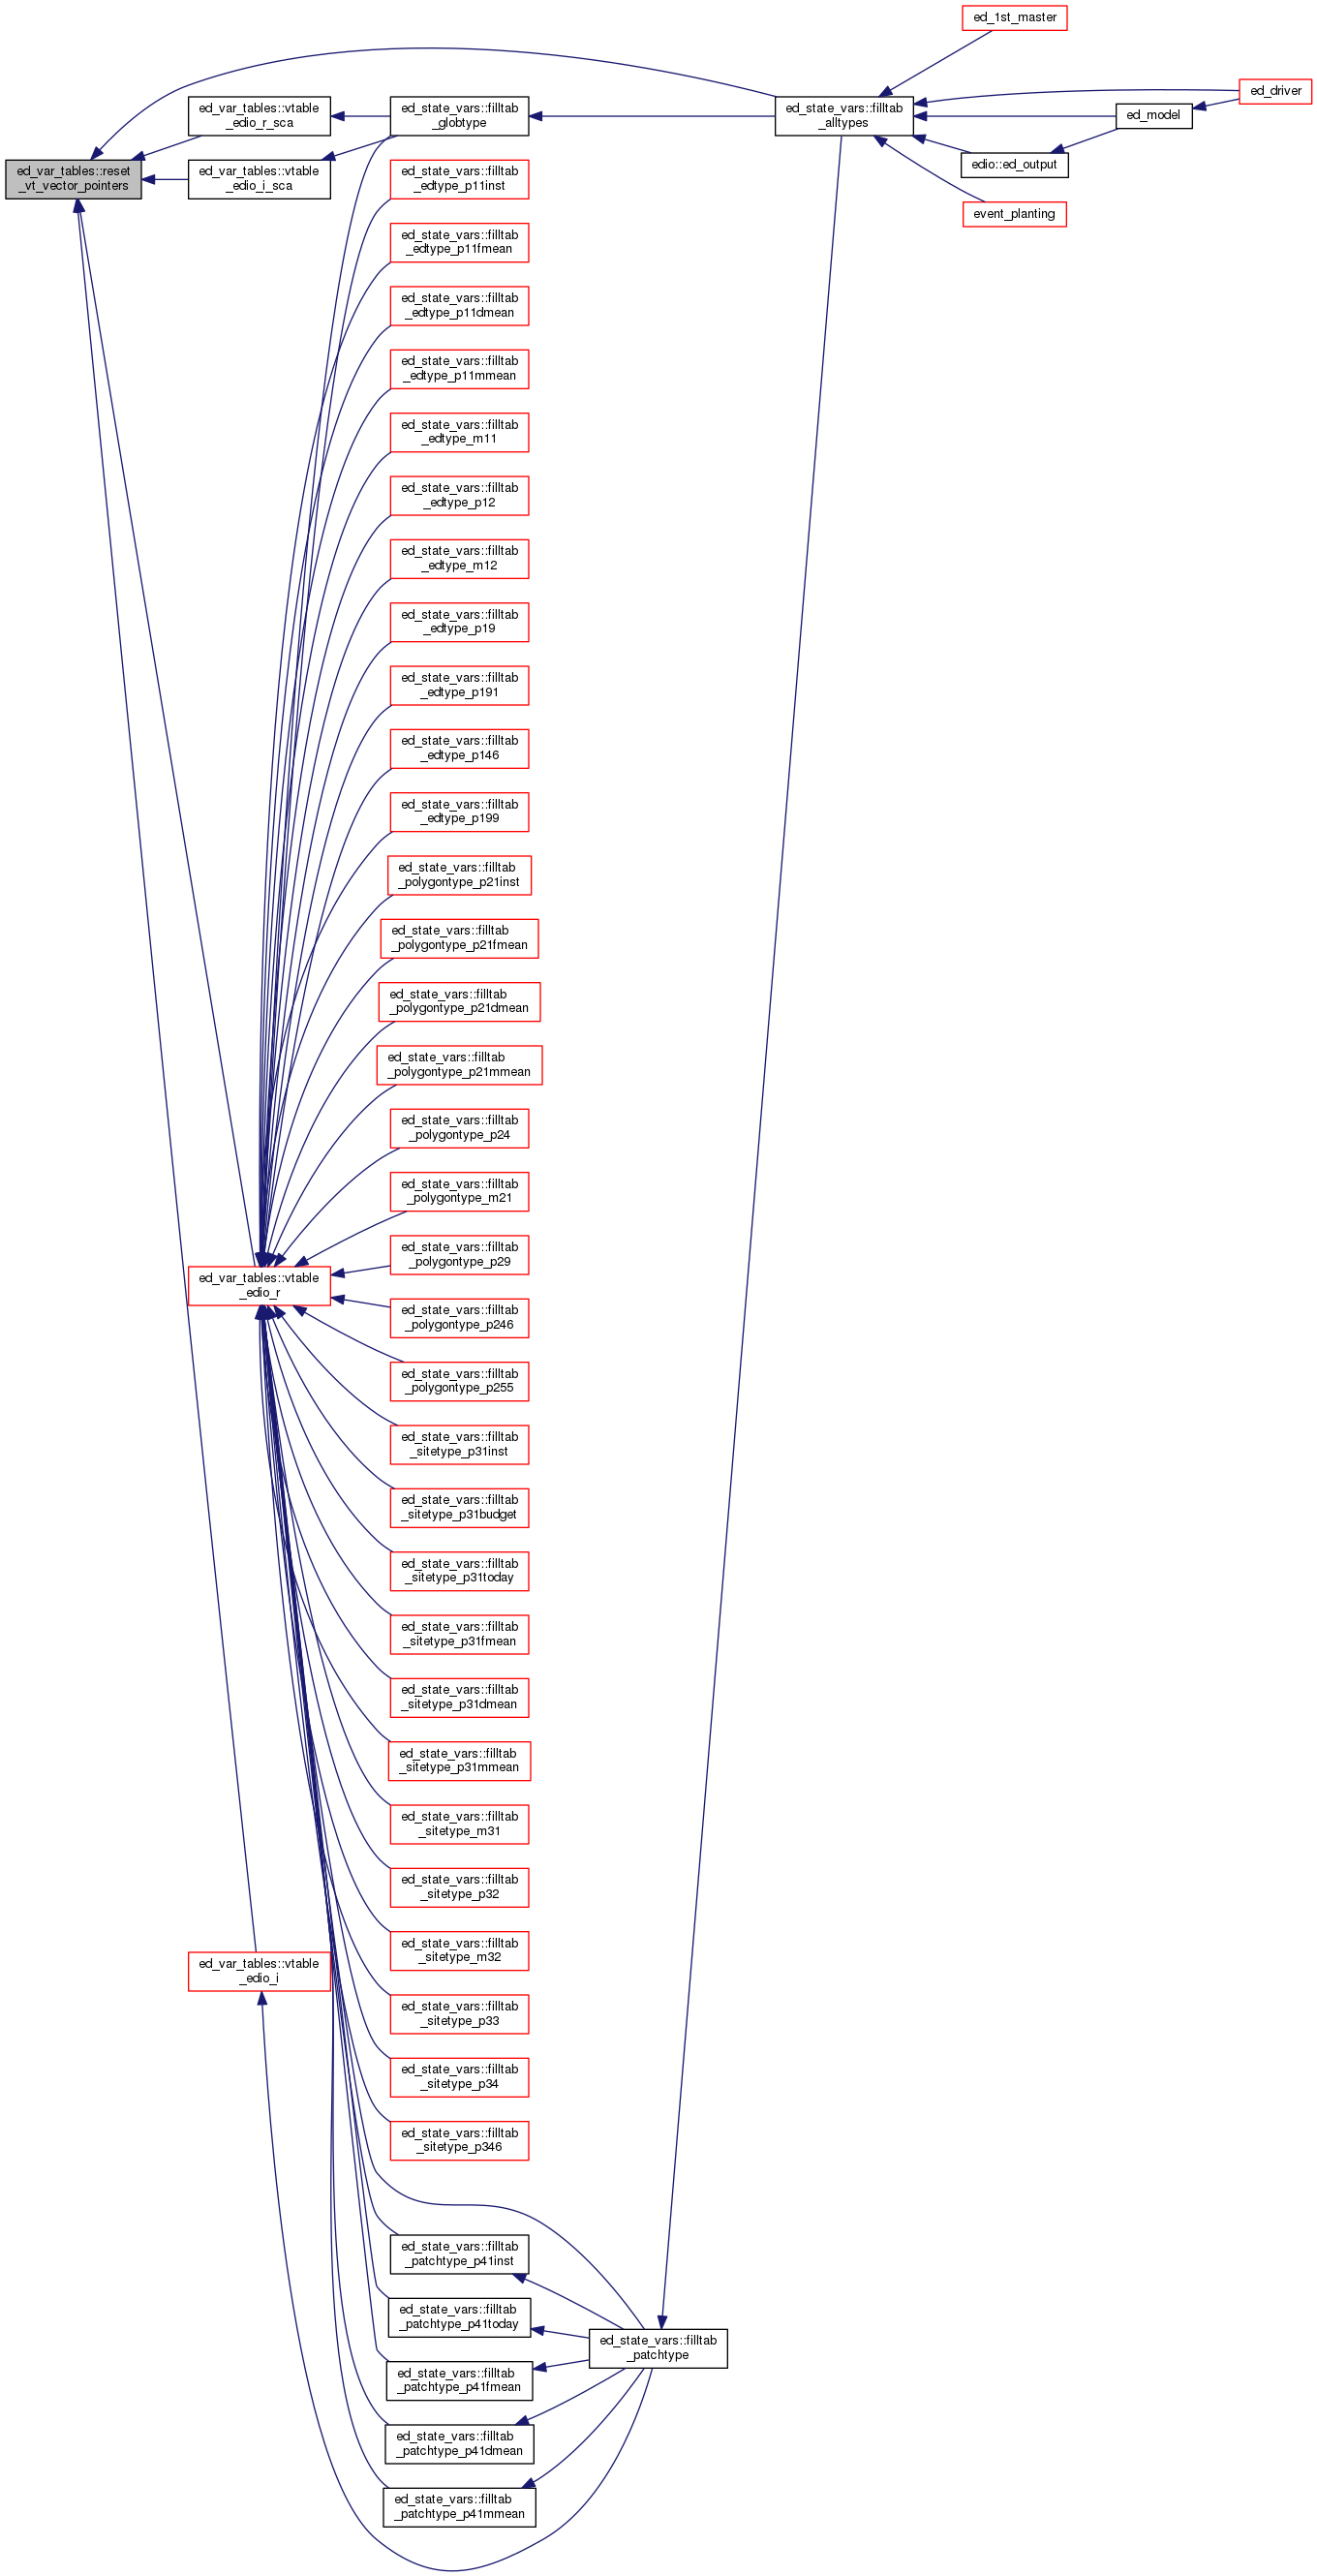 ed_1st_master
ed_driver
ed_var_tables::vtable
_edio_r_sca
ed_state_vars::filltab
_globtype
ed_state_vars::filltab
_alltypes
ed_model
edio::ed_output
event_planting
ed_var_tables::reset
_vt_vector_pointers
ed_var_tables::vtable
_edio_i_sca
ed_state_vars::filltab
_edtype_p11inst
ed_state_vars::filltab
_edtype_p11fmean
ed_state_vars::filltab
_edtype_p11dmean
ed_state_vars::filltab
_edtype_p11mmean
ed_state_vars::filltab
_edtype_m11
ed_state_vars::filltab
_edtype_p12
ed_state_vars::filltab
_edtype_m12
ed_state_vars::filltab
_edtype_p19
ed_state_vars::filltab
_edtype_p191
ed_state_vars::filltab
_edtype_p146
ed_state_vars::filltab
_edtype_p199
ed_state_vars::filltab
_polygontype_p21inst
ed_state_vars::filltab
_polygontype_p21fmean
ed_state_vars::filltab
_polygontype_p21dmean
ed_state_vars::filltab
_polygontype_p21mmean
ed_state_vars::filltab
_polygontype_p24
ed_state_vars::filltab
_polygontype_m21
ed_state_vars::filltab
_polygontype_p29
ed_var_tables::vtable
_edio_r
ed_state_vars::filltab
_polygontype_p246
ed_state_vars::filltab
_polygontype_p255
ed_state_vars::filltab
_sitetype_p31inst
ed_state_vars::filltab
_sitetype_p31budget
ed_state_vars::filltab
_sitetype_p31today
ed_state_vars::filltab
_sitetype_p31fmean
ed_state_vars::filltab
_sitetype_p31dmean
ed_state_vars::filltab
_sitetype_p31mmean
ed_state_vars::filltab
_sitetype_m31
ed_state_vars::filltab
_sitetype_p32
ed_state_vars::filltab
_sitetype_m32
ed_var_tables::vtable
_edio_i
ed_state_vars::filltab
_sitetype_p33
ed_state_vars::filltab
_sitetype_p34
ed_state_vars::filltab
_sitetype_p346
ed_state_vars::filltab
_patchtype_p41inst
ed_state_vars::filltab
_patchtype_p41today
ed_state_vars::filltab
_patchtype
ed_state_vars::filltab
_patchtype_p41fmean
ed_state_vars::filltab
_patchtype_p41dmean
ed_state_vars::filltab
_patchtype_p41mmean